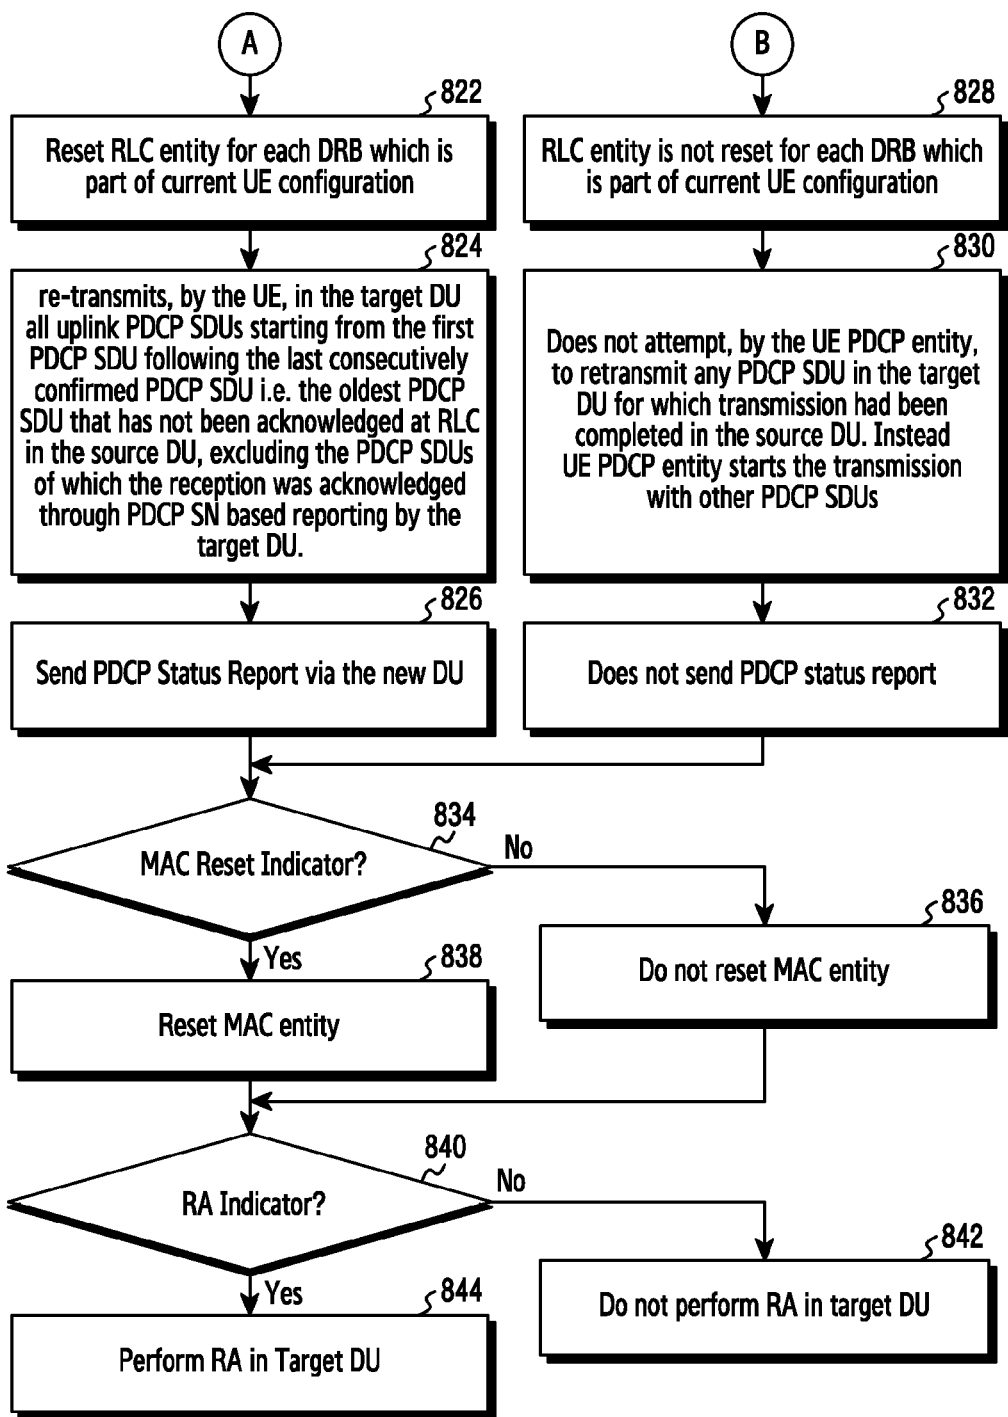 A
822
Reset RLC entity for each DRB which is
part of current UE configuration
824
re-transmits, by the UE, in the target DU
all uplink PDCP SDUs starting from the first
PDCP SDU following the last consecutively
confirmed PDCP SDU i.e. the oldest PDCP
SDU that has not been acknowledged at RLC
in the source DU, excluding the PDCP SDUs
of which the reception was acknowledged
through PDCP SN based reporting by the
target DU.
826
Send PDCP Status Report via the new DU
B
828
RLC entity is not reset for each DRB which
is part of current UE configuration
830
Does not attempt, by the UE PDCP entity,
to retransmit any PDCP SDU in the target
DU for which transmission had been
completed in the source DU. Instead
UE PDCP entity starts the transmission
with other PDCP SDUs
832
Does not send PDCP status report
834
MAC Reset Indicator?
No
836
Do not reset MAC entity
Yes
838
Reset MAC entity
840
RA Indicator?
No
842
Do not perform RA in target DU
Yes
844
Perform RA in Target DU